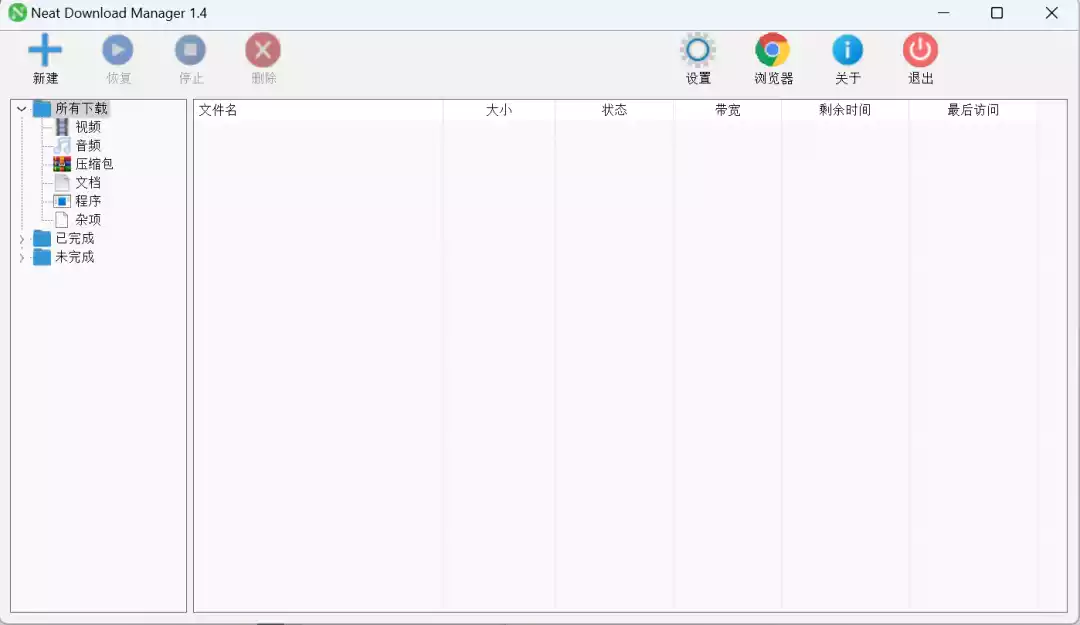 Neat Download Manager 1.4
新建 恢复 停止 删除 设置 浏览器 关于 退出
所有下载
视频
音频
压缩包
文档
程序
杂项
已完成
未完成
文件名 大小 状态 带宽 剩余时间 最后访问